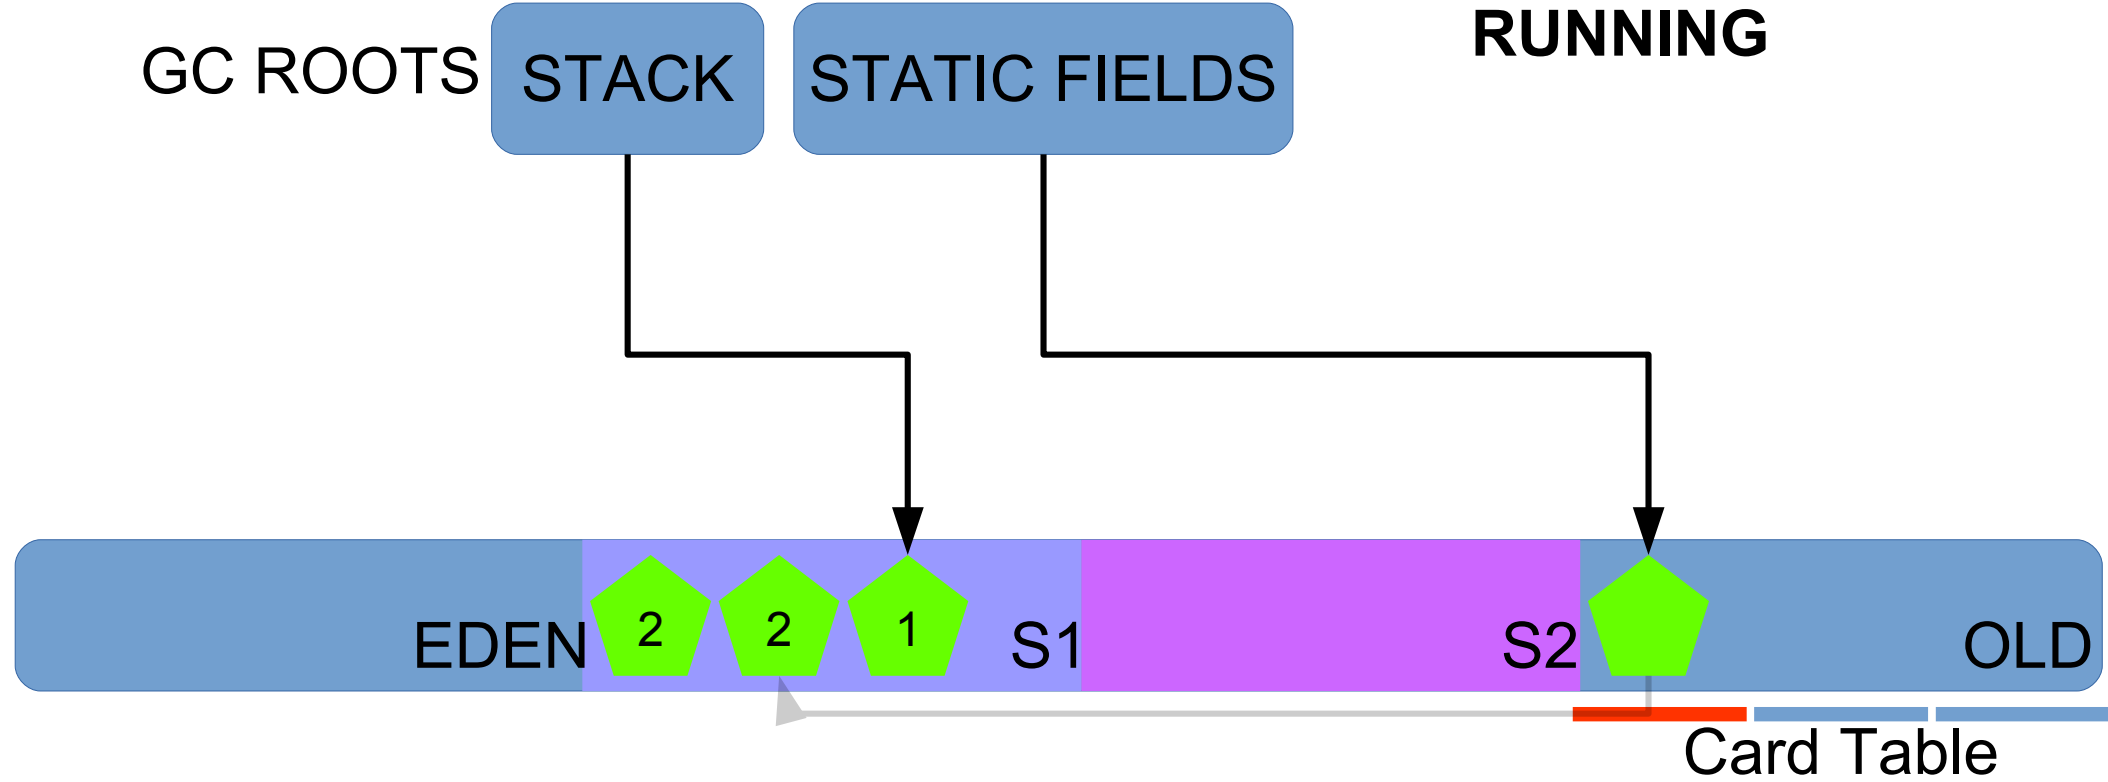 RUNNING
GC ROOTS
STACK
STATIC FIELDS
EDEN
2
2
1
S1
S2
OLD
Card Table